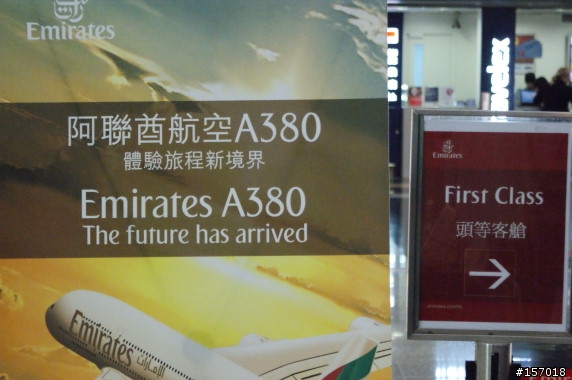 Emirates
阿聯酋航空A380
體驗旅程新境界
Emirates A380
The future has arrived
Emirates
Emirates
First Class
頭等客艙
#157018